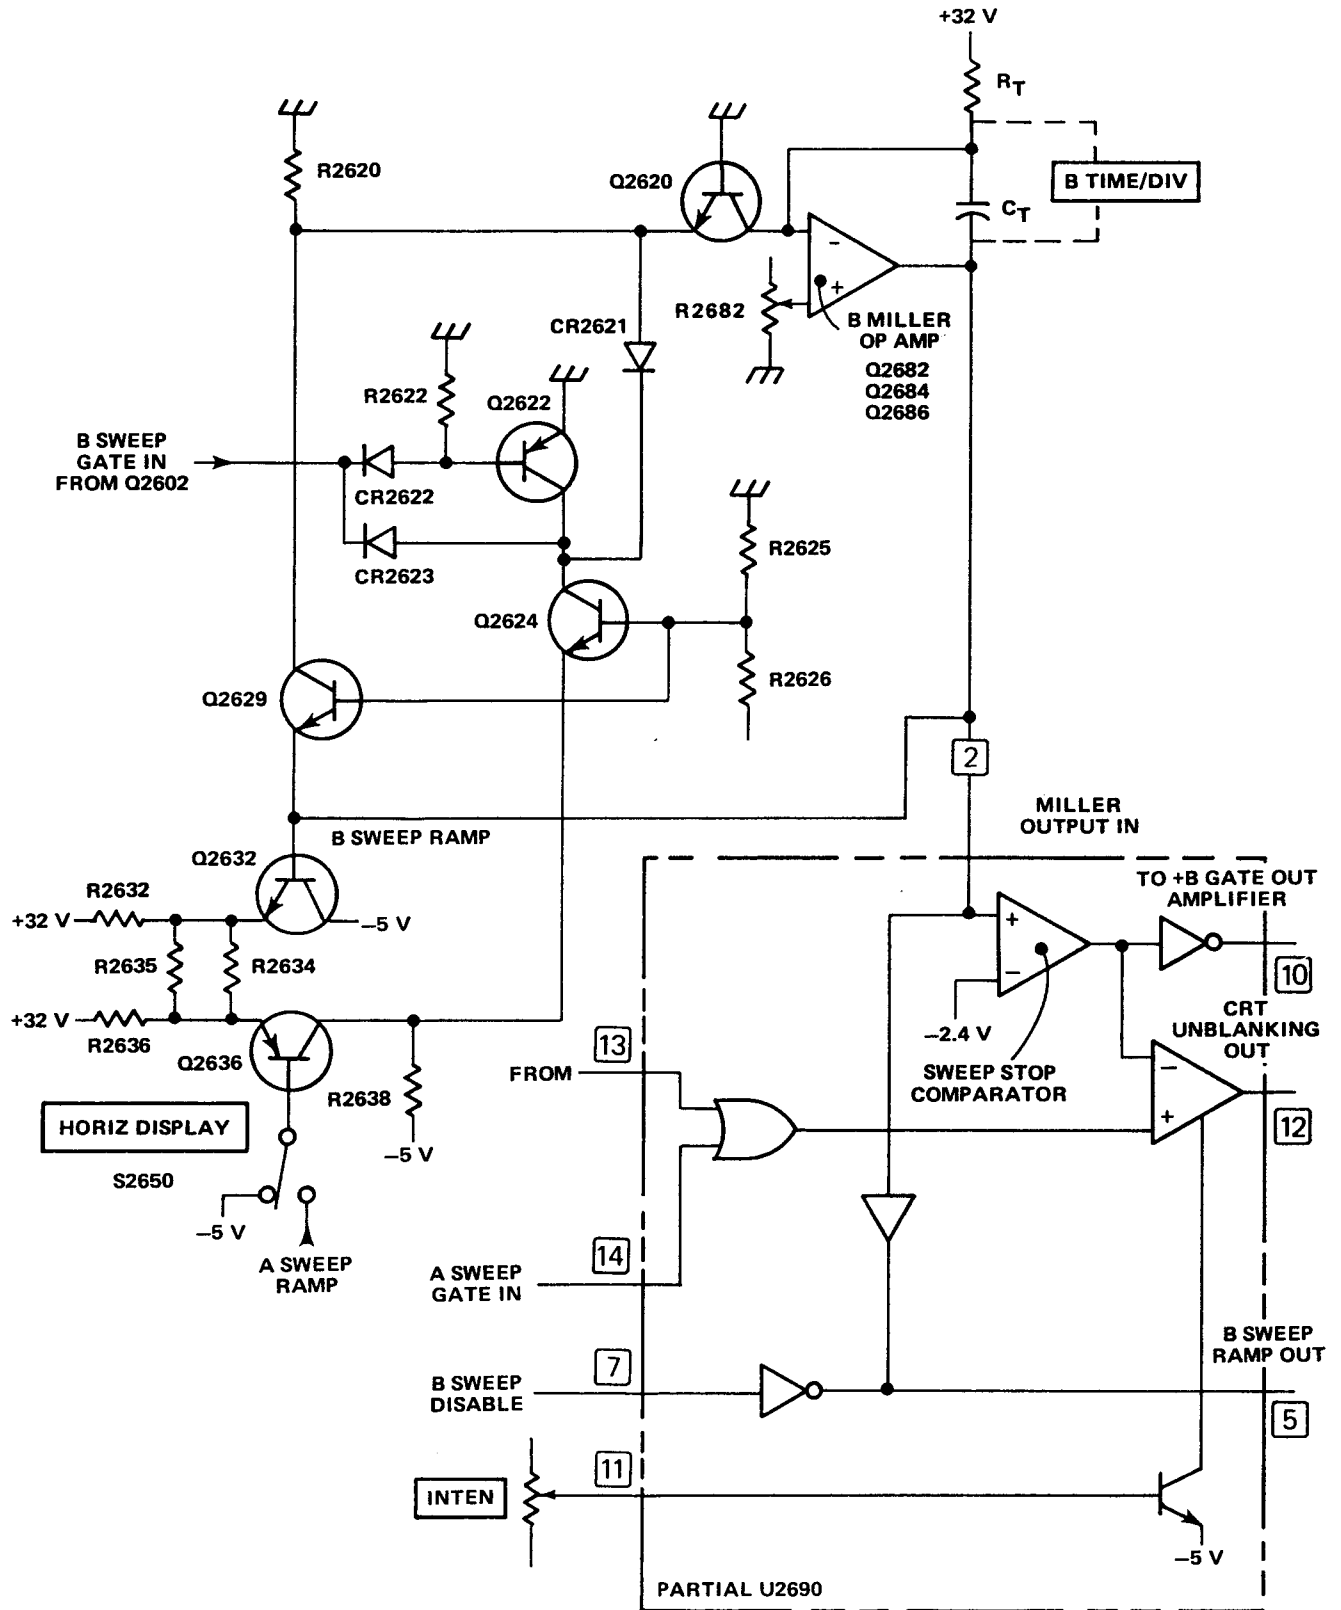 +32 V
RT
R2620
Q2620
B TIME/DIV
CT
R2682
CR2621
B MILLER
OP AMP
Q2682
Q2684
Q2686
R2622
Q2622
B SWEEP
GATE IN
FROM Q2602
CR2622
CR2623
R2625
Q2624
R2626
Q2629
2
MILLER
OUTPUT IN
B SWEEP RAMP
Q2632
R2632
+32 V
–5 V
R2635
R2634
+32 V
R2636
Q2636
R2638
–5 V
HORIZ DISPLAY
S2650
–5 V
A SWEEP
RAMP
TO +B GATE OUT
AMPLIFIER
+
–
–2.4 V
SWEEP STOP
COMPARATOR
10
CRT
UNBLANKING
OUT
–
+
12
13
FROM
14
A SWEEP
GATE IN
7
B SWEEP
DISABLE
B SWEEP
RAMP OUT
5
11
INTEN
–5 V
PARTIAL U2690
–
+